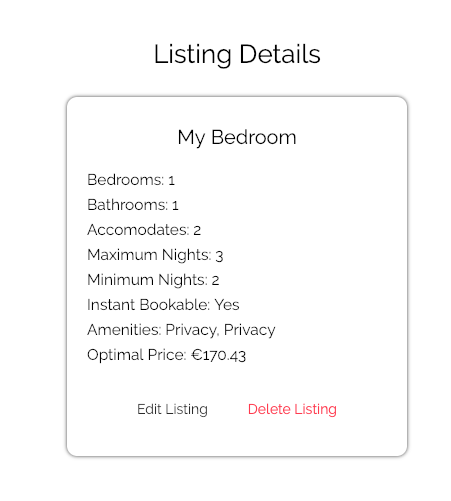 Listing Details
My Bedroom
Bedrooms: 1
Bathrooms: 1
Accomodates: 2
Maximum Nights: 3
Minimum Nights: 2
Instant Bookable: Yes
Amenities: Privacy, Privacy
Optimal Price: €170.43
Edit Listing Delete Listing